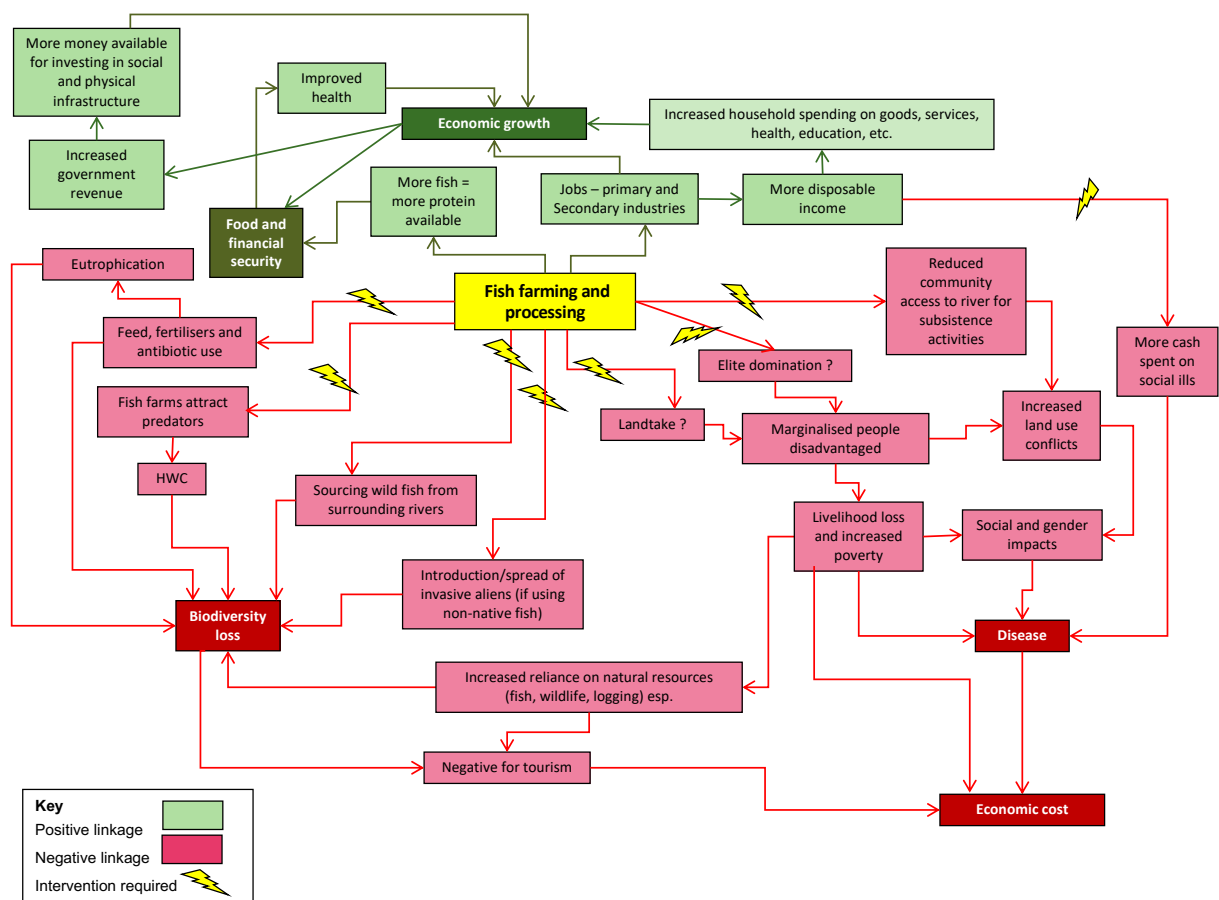 More money available
for investing in social
and physical
infrastructure
Improved
health
Economic growth
Increased household spending on goods, services,
health, education, etc.
Increased
government
revenue
More fish =
more protein
available
Jobs – primary and
Secondary industries
More disposable
income
Food and
financial
security
Eutrophication
Fish farming and
processing
Reduced
community
access to river for
subsistence
activities
Feed, fertilisers and
antibiotic use
More cash
spent on
social ills
Elite domination ?
Fish farms attract
predators
Landtake ?
Marginalised people
disadvantaged
Increased
land use
conflicts
HWC
Sourcing wild fish from
surrounding rivers
Livelihood loss
and increased
poverty
Social and gender
impacts
Introduction/spread of
invasive aliens (if using
non-native fish)
Biodiversity
loss
Disease
Increased reliance on natural resources
(fish, wildlife, logging) esp.
Negative for tourism
Economic cost
Key
Positive linkage
Negative linkage
Intervention required